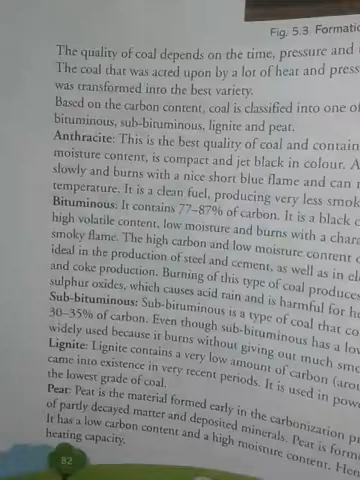 Fig. 5.3 Formatio
The quality of coal depends on the time, pressure and
The coal that was acted upon by a lot of heat and press
was transformed into the best variety.
Based on the carbon content, coal is classified into one of
bituminous, sub-bituminous, lignite and peat.
Anthracite: This is the best quality of coal and contain
moisture content, is compact and jet black in colour. A
slowly and burns with a nice short blue flame and can
temperature. It is a clean fuel, producing very less smok
Bituminous: It contains 77–87% of carbon. It is a black c
high volatile content, low moisture and burns with a chara
smoky flame. The high carbon and low moisture content o
ideal in the production of steel and cement, as well as in ele
and coke production. Burning of this type of coal produces
sulphur oxides, which causes acid rain and is harmful for he
Sub-bituminous: Sub-bituminous is a type of coal that co
30–35% of carbon. Even though sub-bituminous has a low
widely used because it burns without giving out much smo
Lignite: Lignite contains a very low amount of carbon (arou
came into existence in very recent periods. It is used in powe
the lowest grade of coal.
Peat: Peat is the material formed early in the carbonization pr
of partly decayed matter and deposited minerals. Peat is form
It has a low carbon content and a high moisture content. Hen
heating capacity.
82